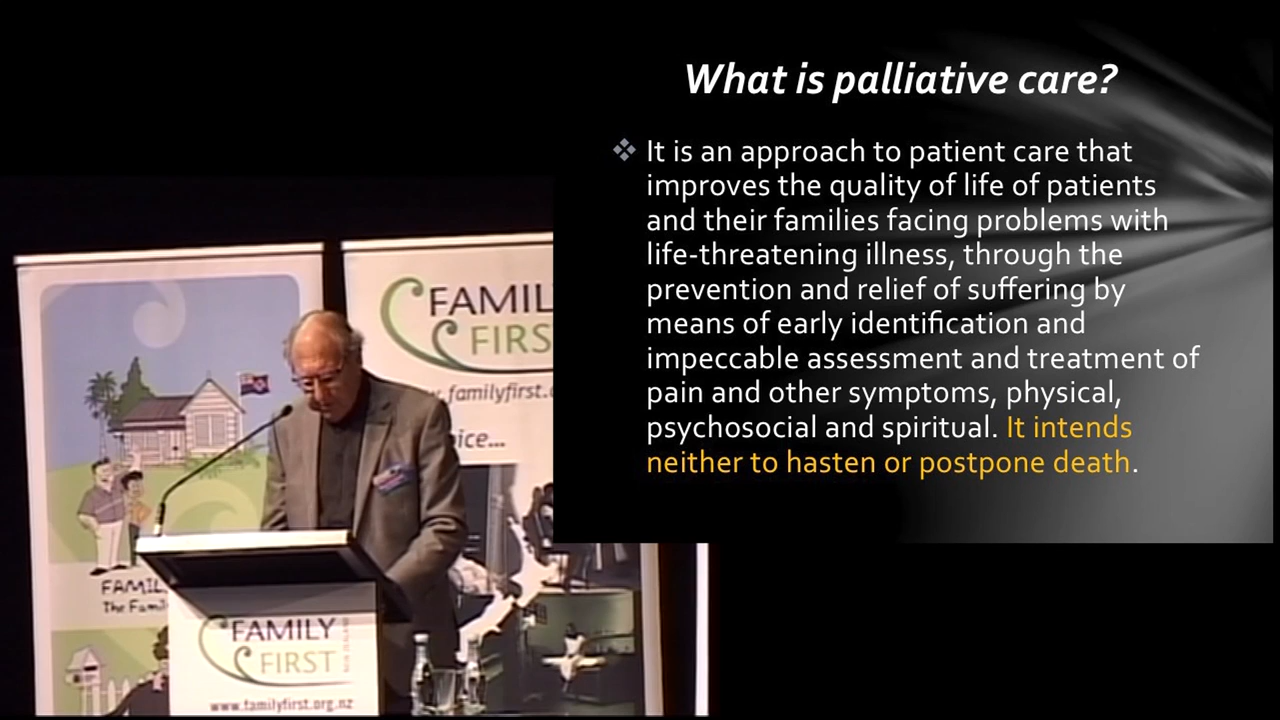 What is palliative care?
It is an approach to patient care that
improves the quality of life of patients
and their families facing problems with
life-threatening illness, through the
prevention and relief of suffering by
means of early identification and
impeccable assessment and treatment of
pain and other symptoms, physical,
psychosocial and spiritual. It intends
neither to hasten or postpone death.
FAMIL
FIRS
.familyfirst.
ice...
FAMIL
The Fami
FAMILY
FIRST
NEW ZEALAND
www.familyfirst.org.nz